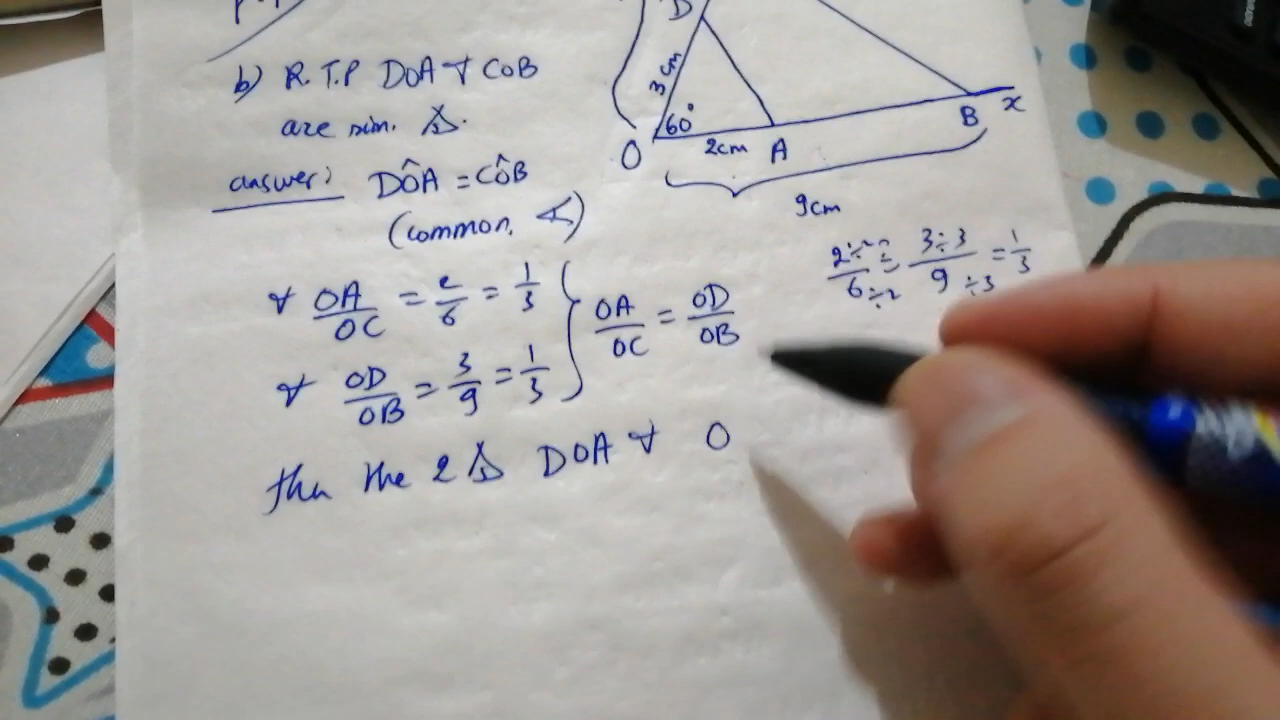 b) R.T.P DOA & COB
are sim. Δs.
answer: DÔA = CÔB
(common. ∢)
& OA/OC = 2/6 = 1/3
& OD/OB = 3/9 = 1/3
OA/OC = OD/OB
then the 2 Δs DOA & O
D
3cm
60°
O
2cm
A
B
x
9cm
2÷2/6÷2 = 3÷3/9÷3 = 1/3